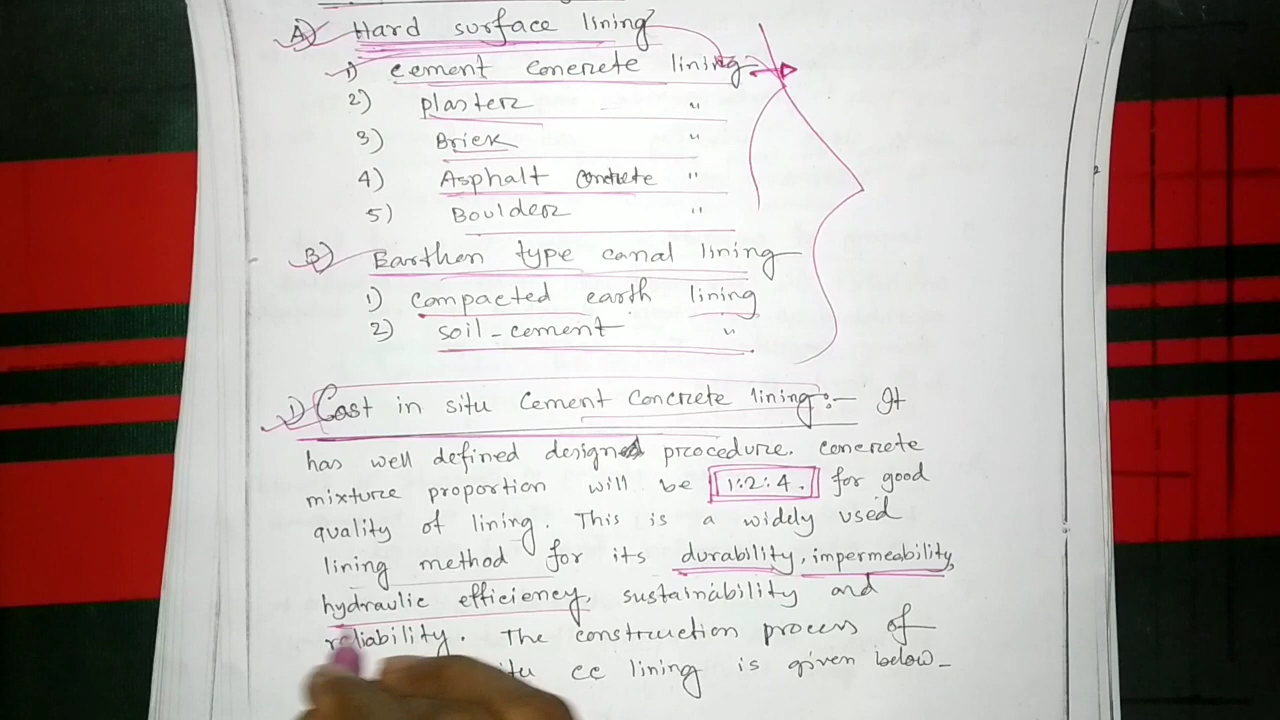 A) Hard surface lining
1) cement concrete lining
2) plaster "
3) Brick "
4) Asphalt Concrete "
5) Boulder "
B) Earthen type canal lining
1) compacted earth lining
2) soil-cement "
1) Cast in situ Cement Concrete lining:- It
has well defined design procedure. concrete
mixture proportion will be 1:2:4. for good
quality of lining. This is a widely used
lining method for its durability, impermeability,
hydraulic efficiency, sustainability and
reliability. The construction process of
cc lining is given below-